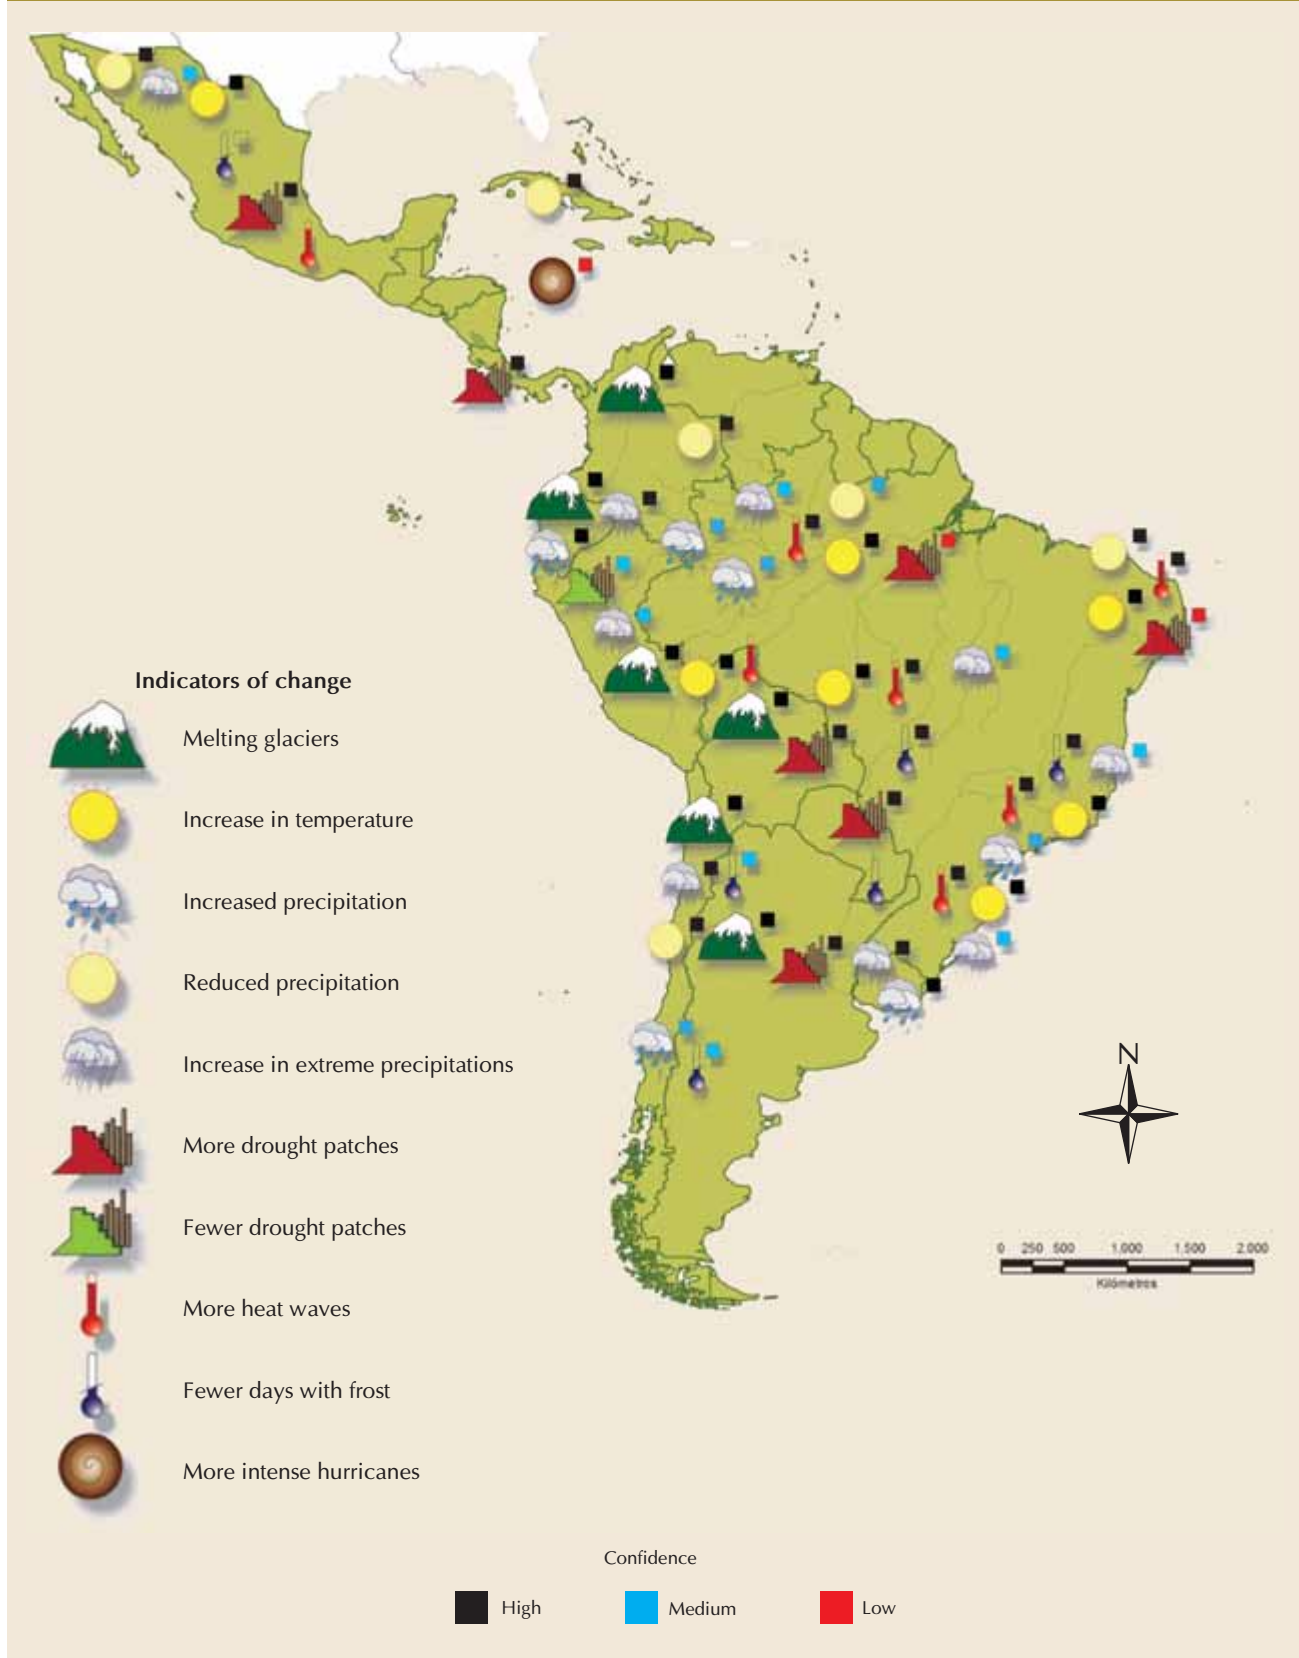 Indicators of change
Melting glaciers
Increase in temperature
Increased precipitation
Reduced precipitation
Increase in extreme precipitations
More drought patches
Fewer drought patches
More heat waves
Fewer days with frost
More intense hurricanes
N
0 250 500 1,000 1,500 2,000
Kilómetros
Confidence
High Medium Low